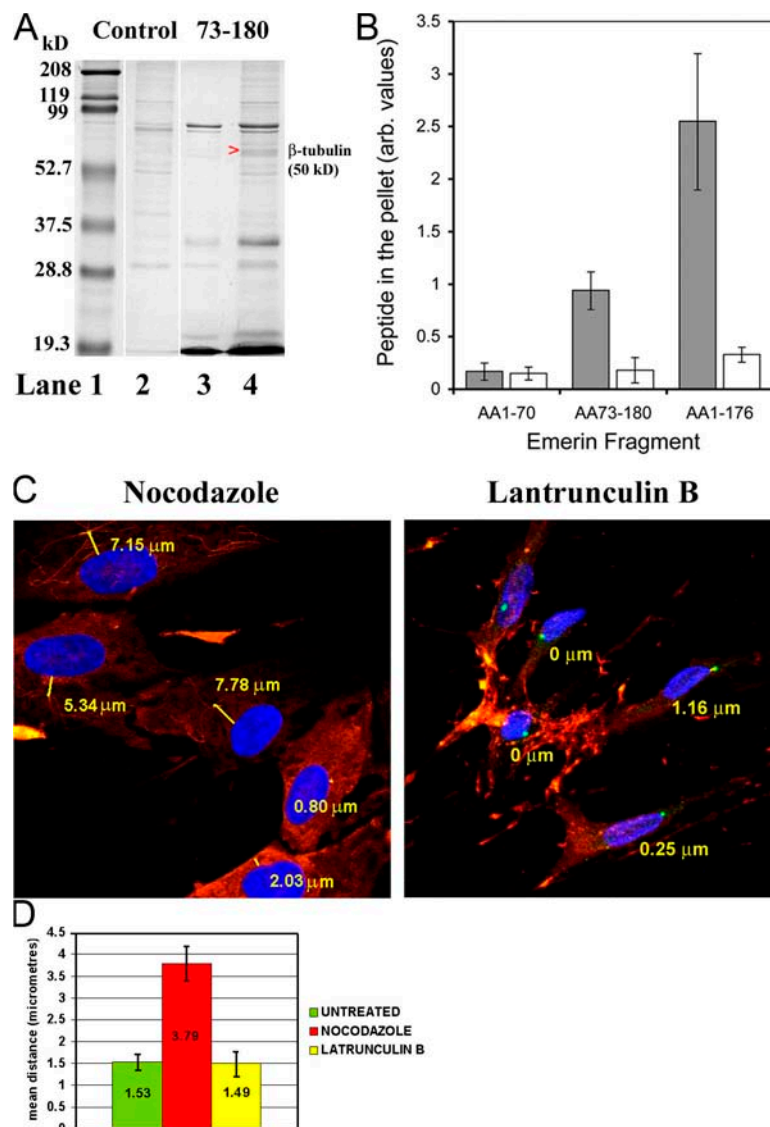 A
Control 73-180
kD
208
119
99
52.7
37.5
28.8
19.3
β-tubulin
(50 kD)
>
Lane 1 2 3 4
B
Peptide in the pellet (arb. values)
3.5
3
2.5
2
1.5
1
0.5
0
AA1-70 AA73-180 AA1-176
Emerin Fragment
C
Nocodazole
Lantrunculin B
7.15 µm
5.34 µm
7.78 µm
0.80 µm
2.03 µm
0 µm
1.16 µm
0 µm
0.25 µm
D
mean distance (micrometres)
4.5
4
3.5
3
2.5
2
1.5
1
0.5
0
1.53
3.79
1.49
UNTREATED
NOCODAZOLE
LATRUNCULIN B